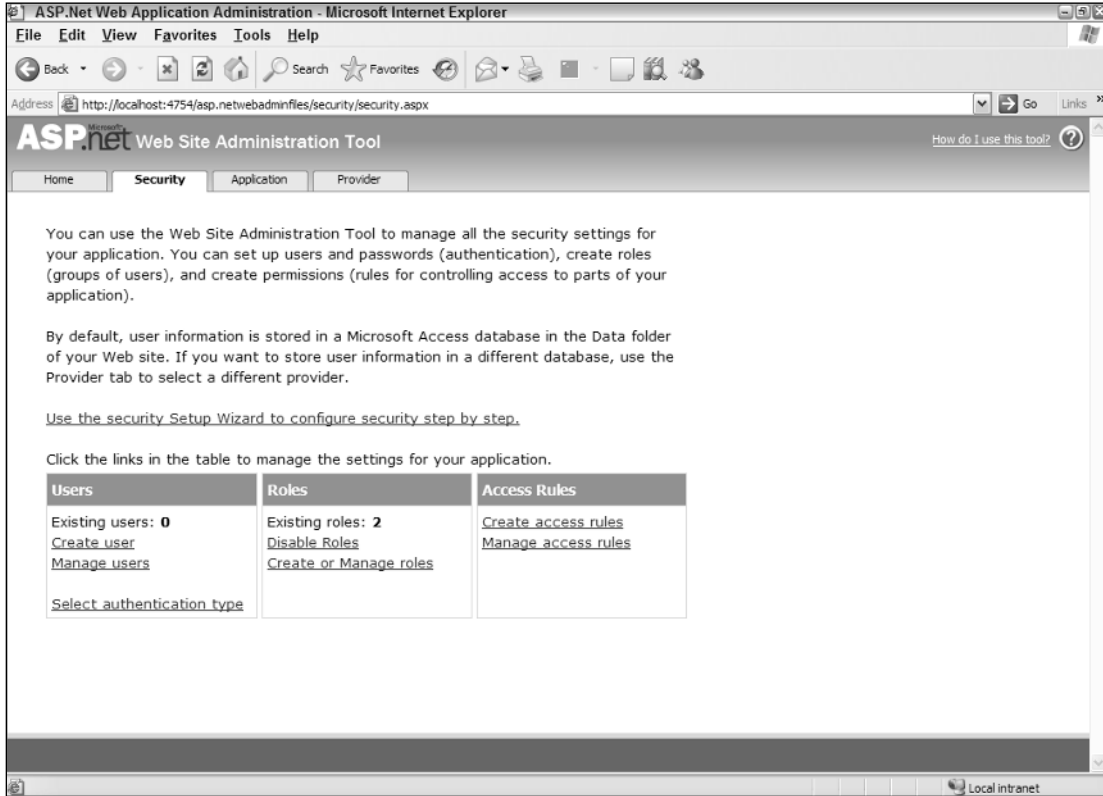 ASP.Net Web Application Administration - Microsoft Internet Explorer
File Edit View Favorites Tools Help
Back Search Favorites
Address http://localhost:4754/asp.netwebadminfiles/security/security.aspx Go Links »
Microsoft
ASP.net Web Site Administration Tool How do I use this tool? ?
Home Security Application Provider
You can use the Web Site Administration Tool to manage all the security settings for
your application. You can set up users and passwords (authentication), create roles
(groups of users), and create permissions (rules for controlling access to parts of your
application).
By default, user information is stored in a Microsoft Access database in the Data folder
of your Web site. If you want to store user information in a different database, use the
Provider tab to select a different provider.
Use the security Setup Wizard to configure security step by step.
Click the links in the table to manage the settings for your application.
Users Roles Access Rules
Existing users: 0 Existing roles: 2 Create access rules
Create user Disable Roles Manage access rules
Manage users Create or Manage roles
Select authentication type
Local intranet